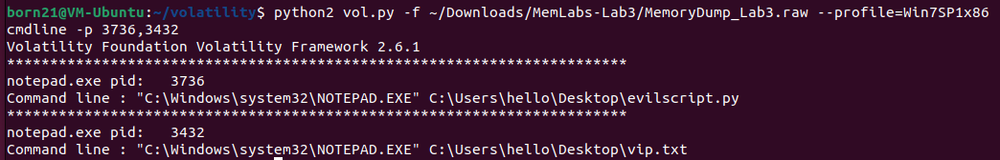 born21@VM-Ubuntu:~/volatility$ python2 vol.py -f ~/Downloads/MemLabs-Lab3/MemoryDump_Lab3.raw --profile=Win7SP1x86
cmdline -p 3736,3432
Volatility Foundation Volatility Framework 2.6.1
************************************************************************
notepad.exe pid:   3736
Command line : "C:\Windows\system32\NOTEPAD.EXE" C:\Users\hello\Desktop\evilscript.py
************************************************************************
notepad.exe pid:   3432
Command line : "C:\Windows\system32\NOTEPAD.EXE" C:\Users\hello\Desktop\vip.txt